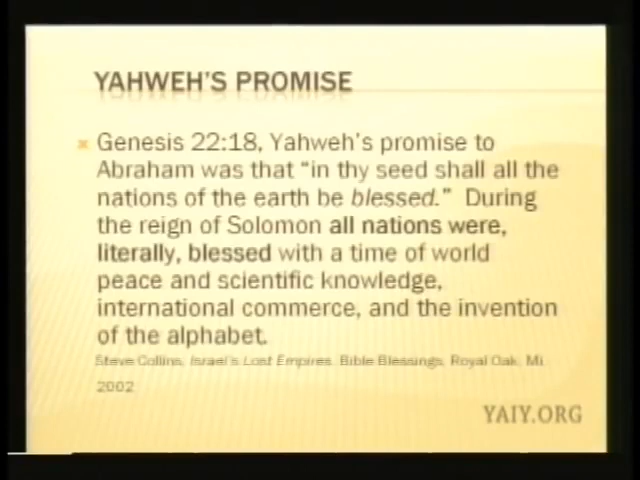 YAHWEH'S PROMISE
Genesis 22:18, Yahweh's promise to
Abraham was that “in thy seed shall all the
nations of the earth be blessed.” During
the reign of Solomon all nations were,
literally, blessed with a time of world
peace and scientific knowledge,
international commerce, and the invention
of the alphabet.
Steve Collins, Israel's Lost Empires, Bible Blessings, Royal Oak, Mi.
2002
YAIY.ORG